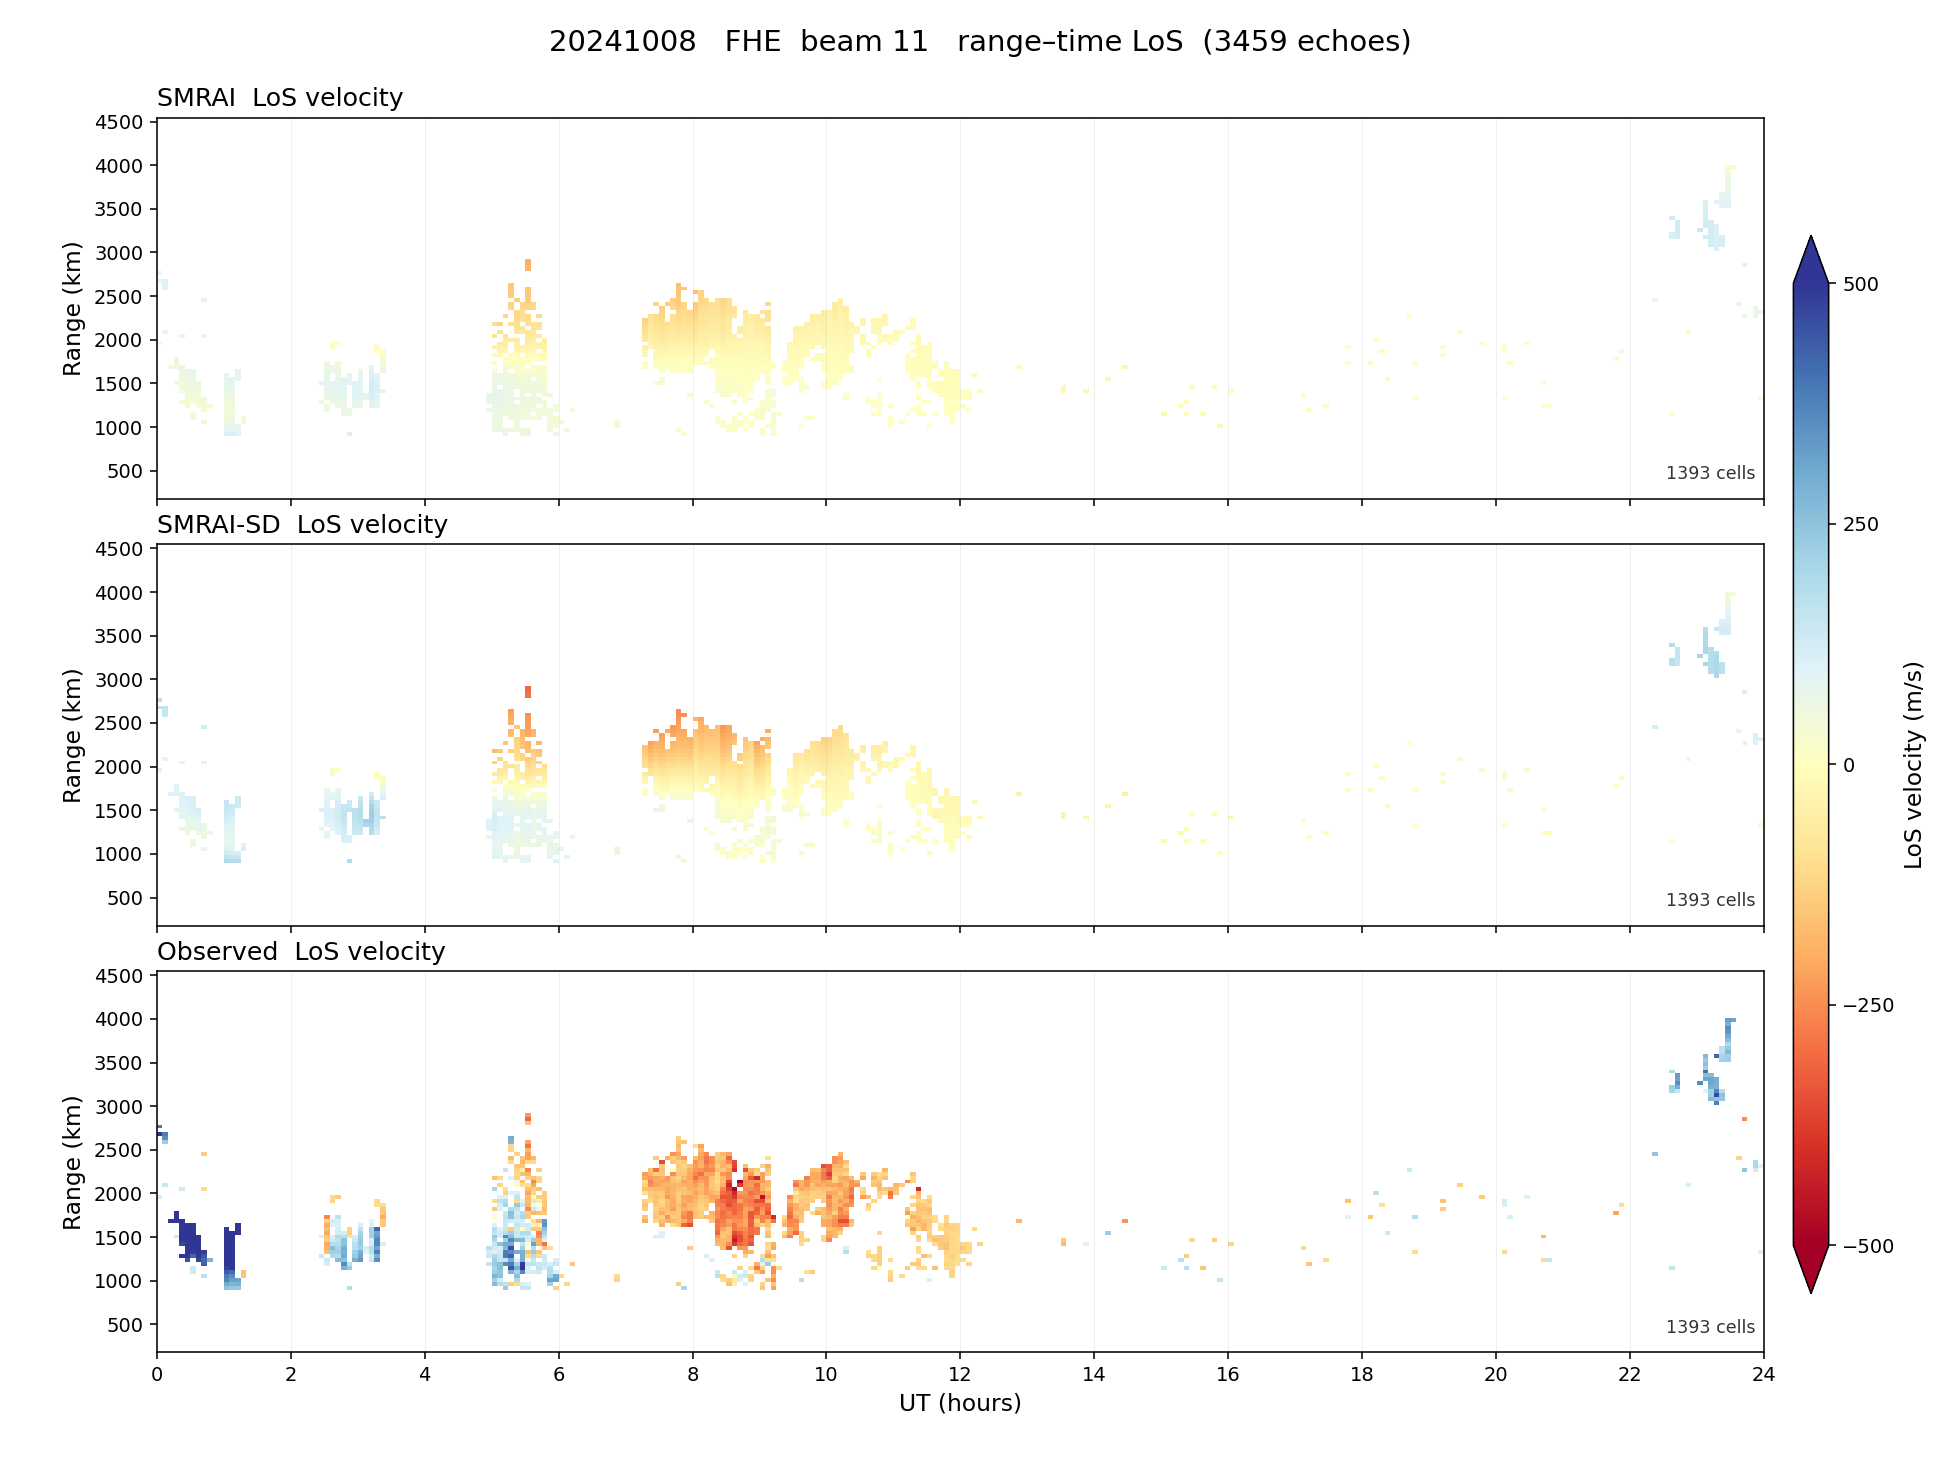 20241008 FHE beam 11 range–time LoS (3459 echoes)
SMRAI LoS velocity
4500
4000
3500
3000
2500
2000
1500
1000
500
Range (km)
1393 cells
SMRAI-SD LoS velocity
4500
4000
3500
3000
2500
2000
1500
1000
500
Range (km)
1393 cells
Observed LoS velocity
4500
4000
3500
3000
2500
2000
1500
1000
500
Range (km)
1393 cells
0 2 4 6 8 10 12 14 16 18 20 22 24
UT (hours)
500
250
0
−250
−500
LoS velocity (m/s)